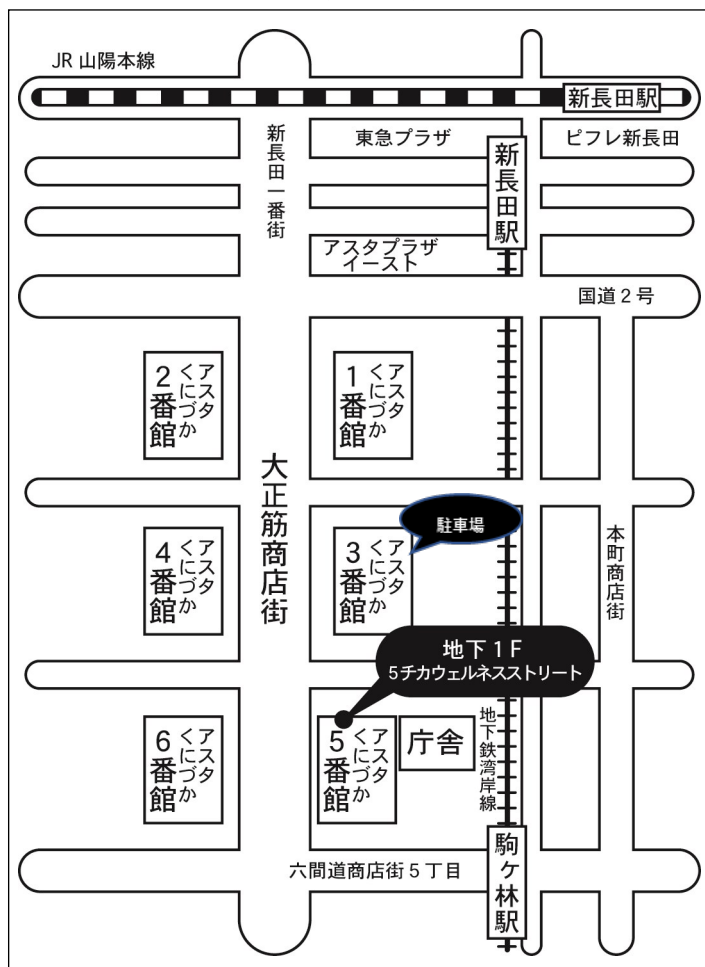 JR 山陽本線
新長田駅
新長田一番街
東急プラザ
新長田駅
ピフレ新長田
アスタプラザ
イースト
国道2号
アスタ
くにづか
2番館
アスタ
くにづか
1番館
大正筋商店街
駐車場
アスタ
くにづか
4番館
アスタ
くにづか
3番館
本町商店街
地下1F
5チカウェルネスストリート
アスタ
くにづか
6番館
アスタ
くにづか
5番館
庁舎
地下鉄湾岸線
六間道商店街5丁目
駒ヶ林駅